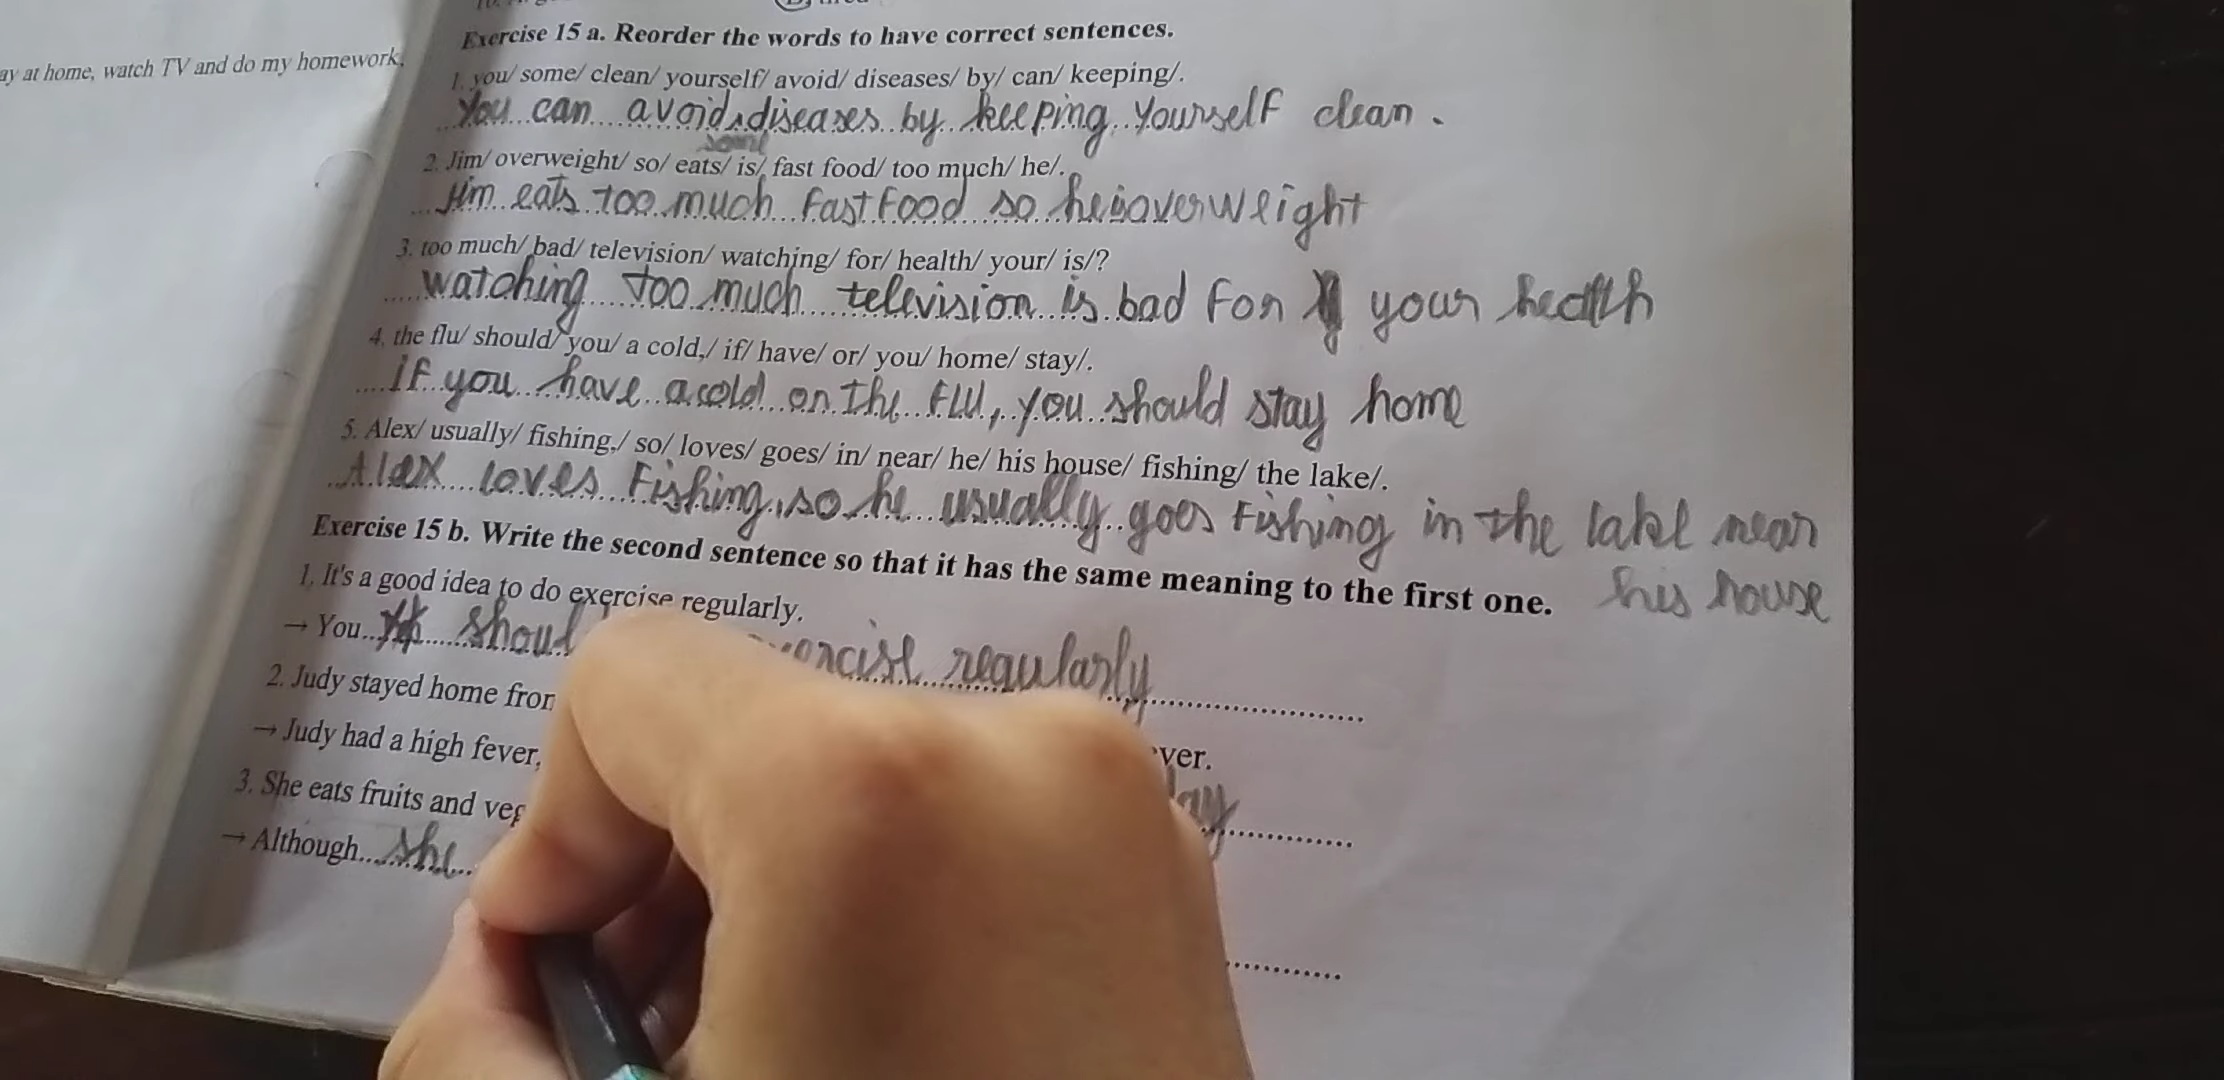 ay at home, watch TV and do my homework,
Exercise 15 a. Reorder the words to have correct sentences.
1. you/ some/ clean/ yourself/ avoid/ diseases/ by/ can/ keeping/.
You can avoid diseases by keeping yourself clean.
some
2. Jim/ overweight/ so/ eats/ is/ fast food/ too much/ he/.
Jim eats too much fast food so he is overweight
3. too much/ bad/ television/ watching/ for/ health/ your/ is/?
watching too much television is bad for your health
4. the flu/ should/ you/ a cold,/ if/ have/ or/ you/ home/ stay/.
if you have a cold or the flu, you should stay home
5. Alex/ usually/ fishing,/ so/ loves/ goes/ in/ near/ he/ his house/ fishing/ the lake/.
Alex loves fishing, so he usually goes fishing in the lake near
his house
Exercise 15 b. Write the second sentence so that it has the same meaning to the first one.
1. It's a good idea to do exercise regularly.
→ You shoul regularly
2. Judy stayed home
ver.
→ Judy had a high fever,
ay
3. She eats fruits and veg
→ Although she